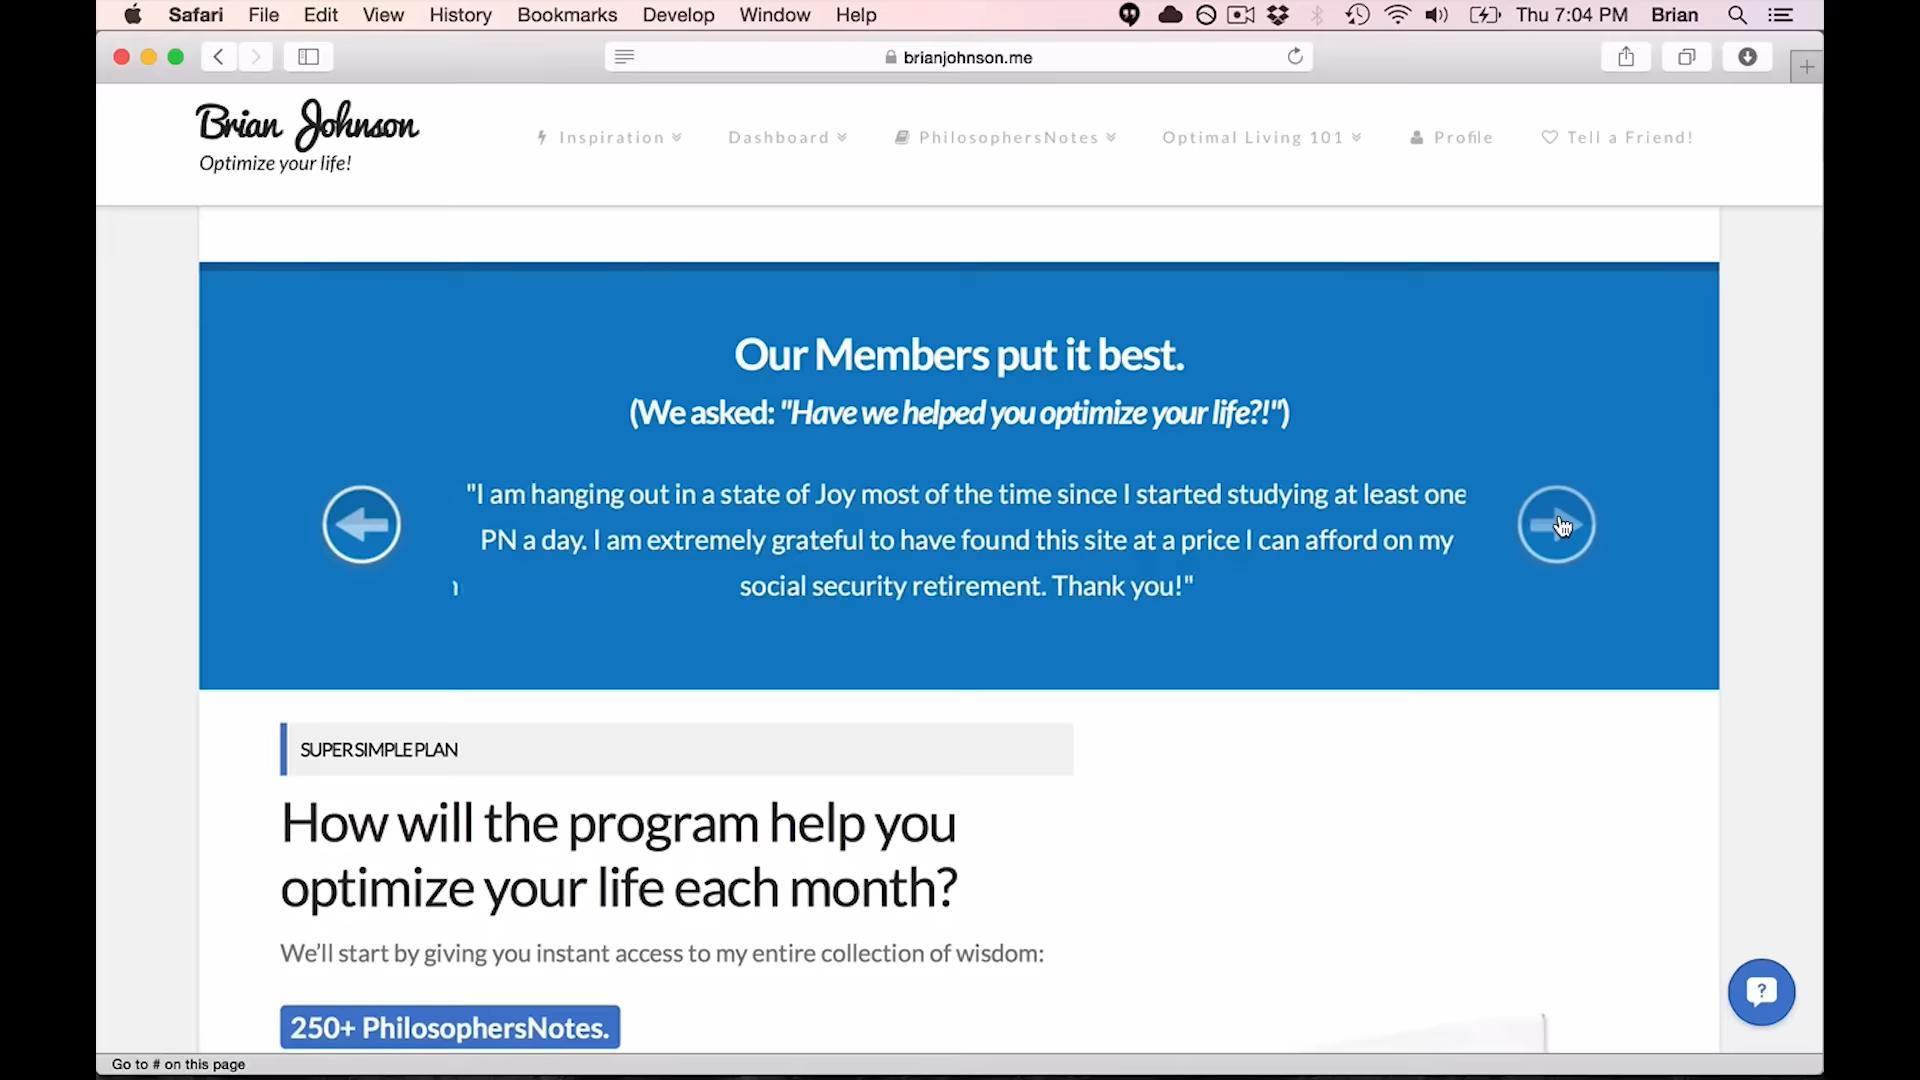 Safari File Edit View History Bookmarks Develop Window Help Thu 7:04 PM Brian
brianjohnson.me
Brian Johnson
Optimize your life!
Inspiration Dashboard PhilosophersNotes Optimal Living 101 Profile Tell a Friend!
Our Members put it best.
(We asked: "Have we helped you optimize your life?!")
"I am hanging out in a state of Joy most of the time since I started studying at least one
PN a day. I am extremely grateful to have found this site at a price I can afford on my
social security retirement. Thank you!"
SUPER SIMPLE PLAN
How will the program help you
optimize your life each month?
We'll start by giving you instant access to my entire collection of wisdom:
250+ PhilosophersNotes.
Go to # on this page